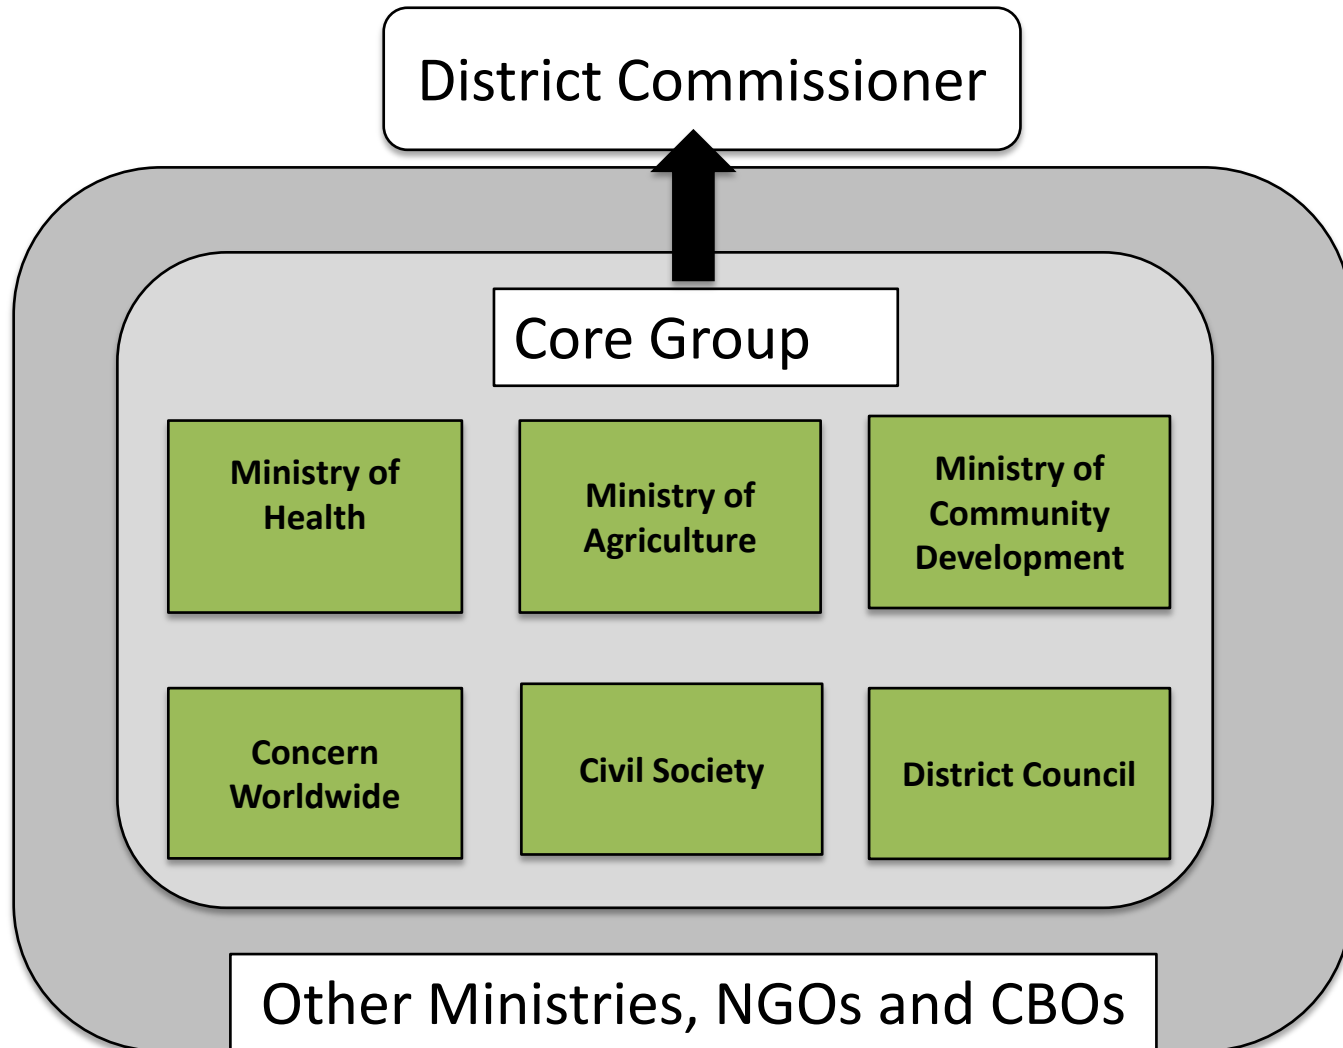 District Commissioner
Core Group
Ministry of
Health
Ministry of
Agriculture
Ministry of
Community
Development
Concern
Worldwide
Civil Society
District Council
Other Ministries, NGOs and CBOs